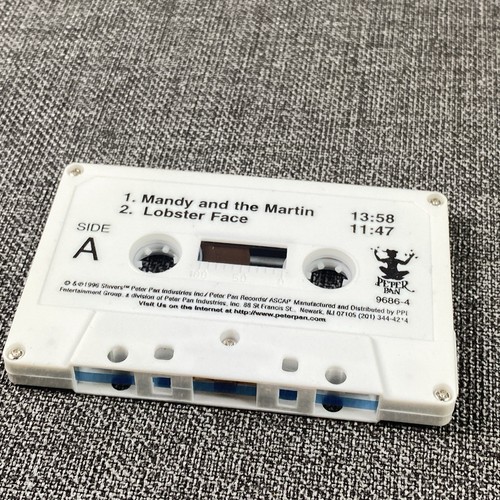 1. Mandy and the Martin 13:58
2. Lobster Face 11:47
SIDE
A
PETER
PAN
9686-4
© & ℗1996 Shivers™ Peter Pan Industries Inc./ Peter Pan Records/ ASCAP Manufactured and Distributed by PPI
Entertainment Group, a division of Peter Pan Industries, Inc. 88 St Francis St., Newark, NJ 07105 (201) 344-4214
Visit Us on the Internet at http://www.peterpan.com